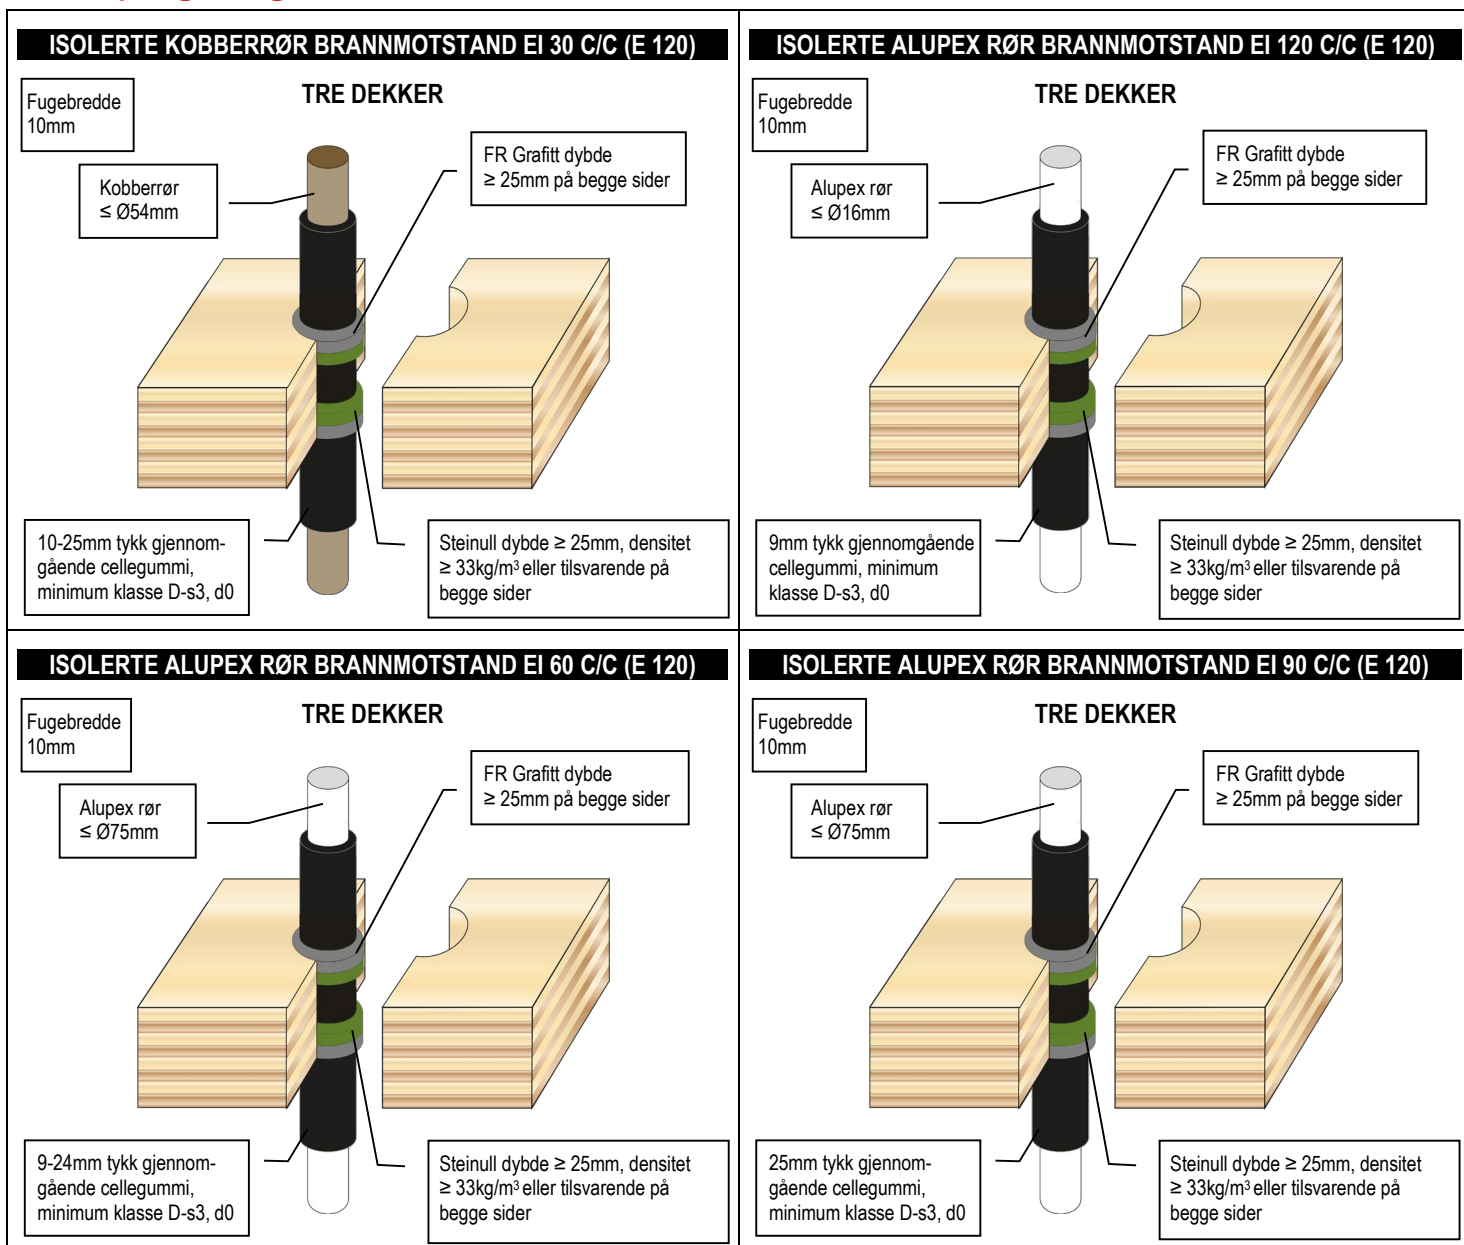 ISOLERTE KOBBERRØR BRANNMOTSTAND EI 30 C/C (E 120)
TRE DEKKER
Fugebredde
10mm
Kobberrør
≤ Ø54mm
FR Grafitt dybde
≥ 25mm på begge sider
10-25mm tykk gjennom-
gående cellegummi,
minimum klasse D-s3, d0
Steinull dybde ≥ 25mm, densitet
≥ 33kg/m³ eller tilsvarende på
begge sider
ISOLERTE ALUPEX RØR BRANNMOTSTAND EI 120 C/C (E 120)
TRE DEKKER
Fugebredde
10mm
Alupex rør
≤ Ø16mm
FR Grafitt dybde
≥ 25mm på begge sider
9mm tykk gjennomgående
cellegummi, minimum
klasse D-s3, d0
Steinull dybde ≥ 25mm, densitet
≥ 33kg/m³ eller tilsvarende på
begge sider
ISOLERTE ALUPEX RØR BRANNMOTSTAND EI 60 C/C (E 120)
TRE DEKKER
Fugebredde
10mm
Alupex rør
≤ Ø75mm
FR Grafitt dybde
≥ 25mm på begge sider
9-24mm tykk gjennom-
gående cellegummi,
minimum klasse D-s3, d0
Steinull dybde ≥ 25mm, densitet
≥ 33kg/m³ eller tilsvarende på
begge sider
ISOLERTE ALUPEX RØR BRANNMOTSTAND EI 90 C/C (E 120)
TRE DEKKER
Fugebredde
10mm
Alupex rør
≤ Ø75mm
FR Grafitt dybde
≥ 25mm på begge sider
25mm tykk gjennom-
gående cellegummi,
minimum klasse D-s3, d0
Steinull dybde ≥ 25mm, densitet
≥ 33kg/m³ eller tilsvarende på
begge sider